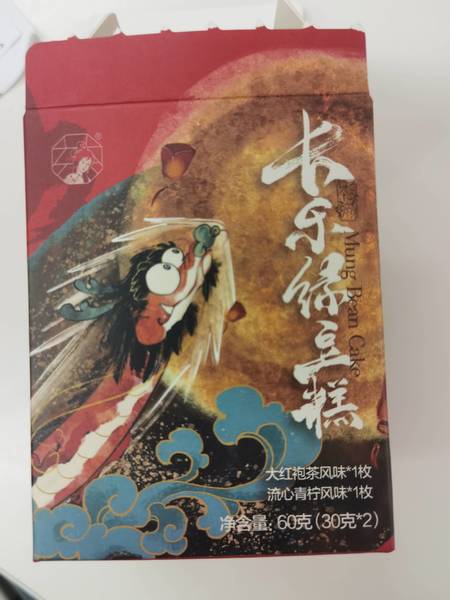 长乐绿豆糕
Mung Bean Cake
大红袍茶风味*1枚
流心青柠风味*1枚
净含量: 60克(30克*2)